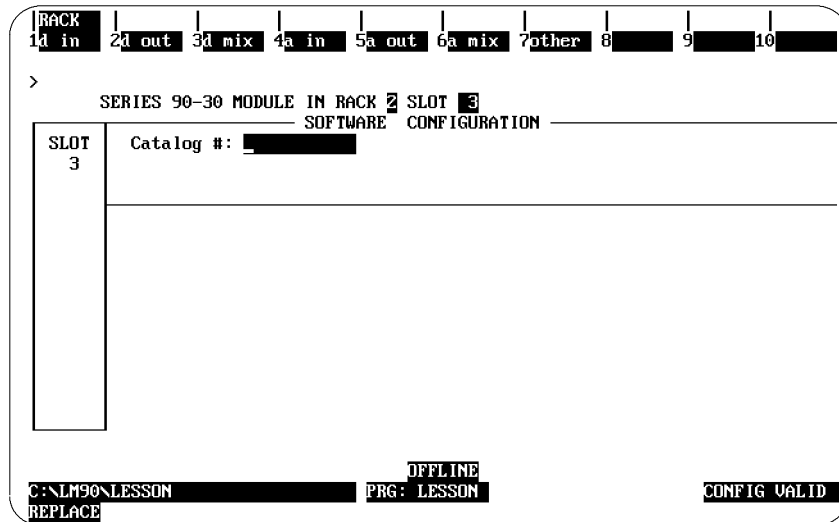 RACK
1d in 2d out 3d mix 4a in 5a out 6a mix 7other 8 9 10
>
SERIES 90-30 MODULE IN RACK 2 SLOT 3
SOFTWARE CONFIGURATION
SLOT Catalog #:
3
OFFLINE
C:\LM90\LESSON PRG: LESSON CONFIG VALID
REPLACE